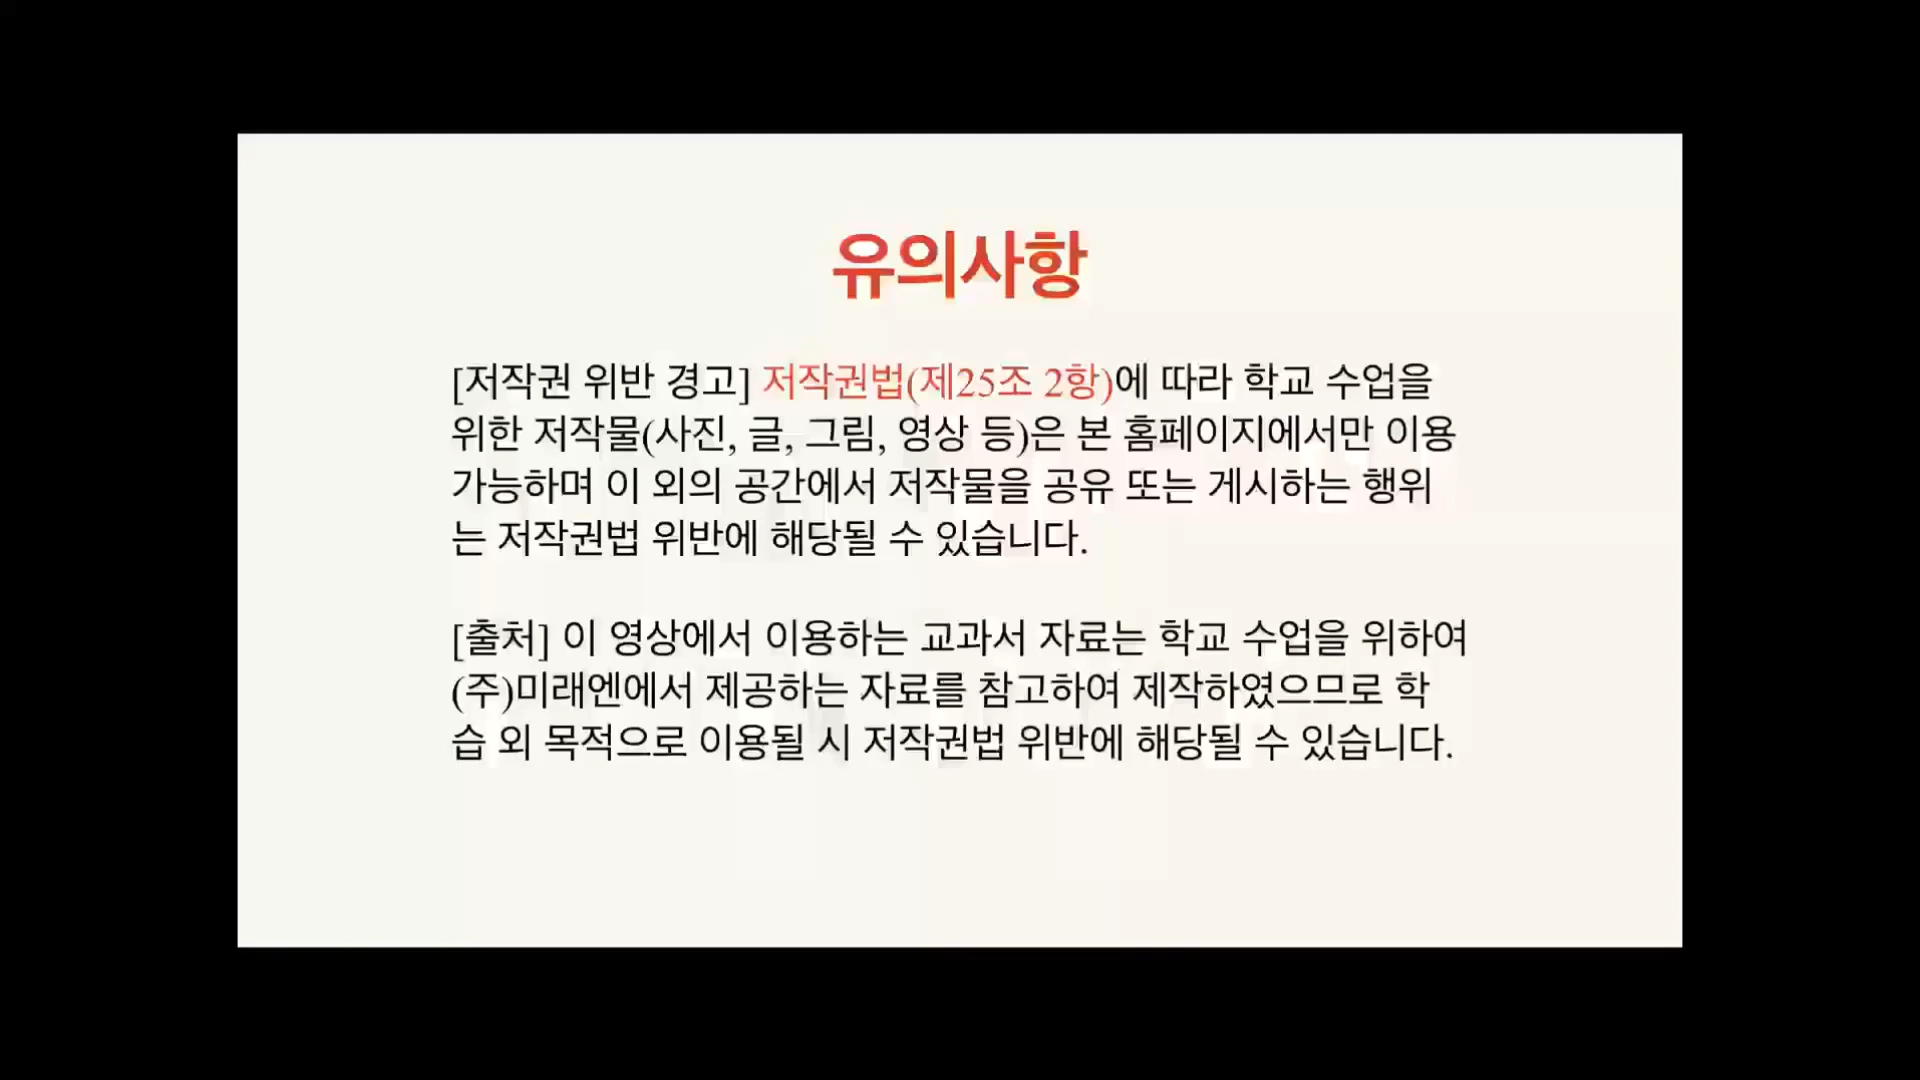 유의사항
[저작권 위반 경고] 저작권법(제25조 2항)에 따라 학교 수업을
위한 저작물(사진, 글, 그림, 영상 등)은 본 홈페이지에서만 이용
가능하며 이 외의 공간에서 저작물을 공유 또는 게시하는 행위
는 저작권법 위반에 해당될 수 있습니다.
[출처] 이 영상에서 이용하는 교과서 자료는 학교 수업을 위하여
(주)미래엔에서 제공하는 자료를 참고하여 제작하였으므로 학
습 외 목적으로 이용될 시 저작권법 위반에 해당될 수 있습니다.